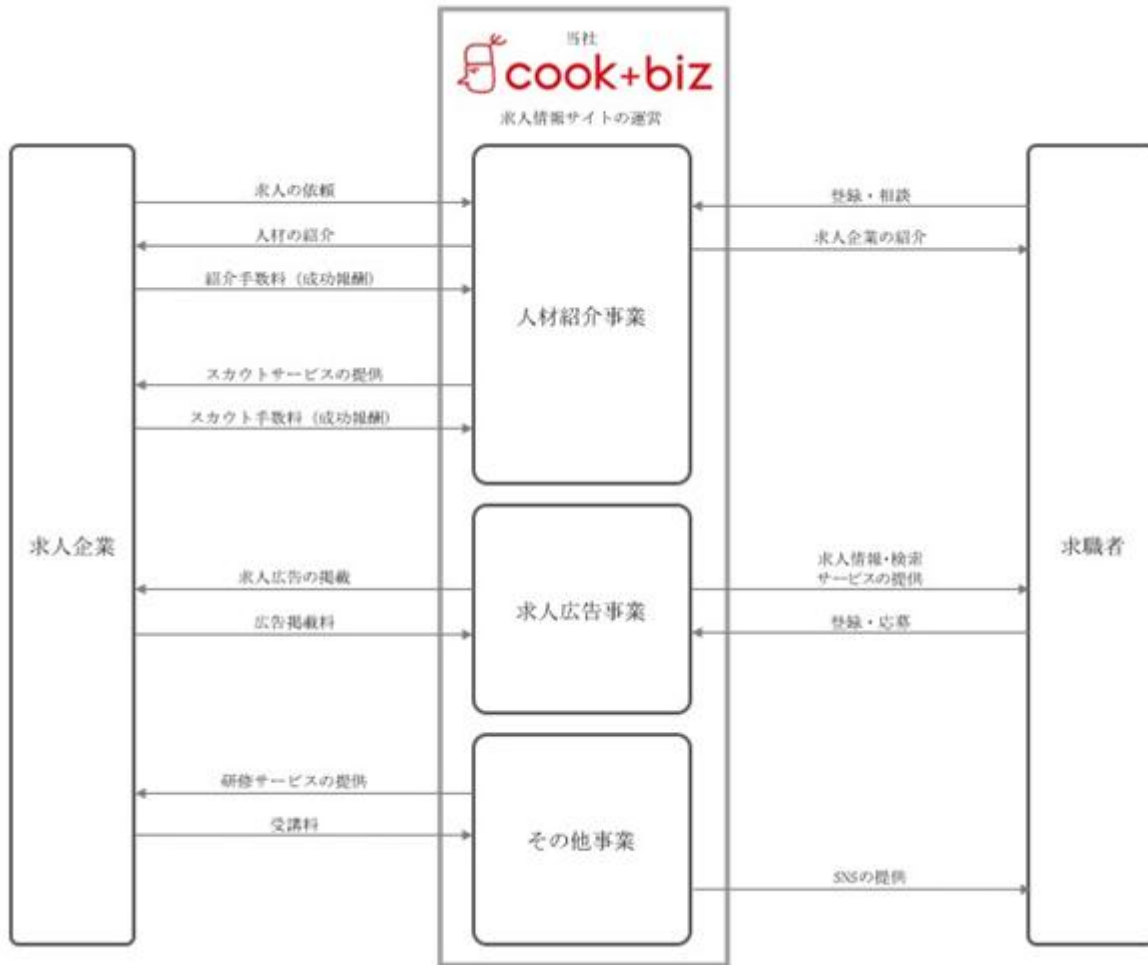 当社
cook+biz
求人情報サイトの運営
求人の依頼
人材の紹介
紹介手数料（成功報酬）
スカウトサービスの提供
スカウト手数料（成功報酬）
人材紹介事業
登録・相談
求人企業の紹介
求人企業
求人広告の掲載
広告掲載料
求人広告事業
求人情報・検索
サービスの提供
登録・応募
求職者
研修サービスの提供
受講料
その他事業
SNSの提供